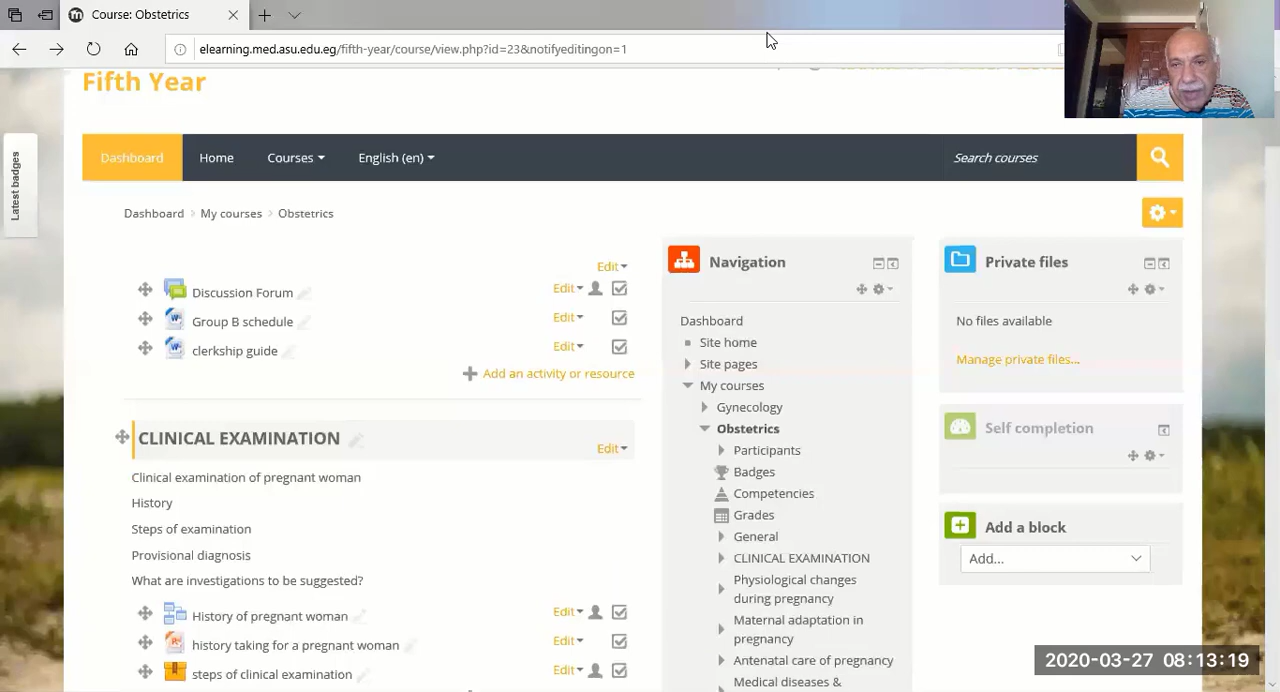 Course: Obstetrics
elearning.med.asu.edu.eg/fifth-year/course/view.php?id=23&notifyeditingon=1
Fifth Year
Latest badges
Dashboard Home Courses English (en) Search courses
Dashboard My courses Obstetrics
Edit
Discussion Forum Edit
Group B schedule Edit
clerkship guide Edit
Add an activity or resource
CLINICAL EXAMINATION
Edit
Clinical examination of pregnant woman
History
Steps of examination
Provisional diagnosis
What are investigations to be suggested?
History of pregnant woman Edit
history taking for a pregnant woman Edit
steps of clinical examination Edit
Navigation
Dashboard
Site home
Site pages
My courses
Gynecology
Obstetrics
Participants
Badges
Competencies
Grades
General
CLINICAL EXAMINATION
Physiological changes
during pregnancy
Maternal adaptation in
pregnancy
Antenatal care of pregnancy
Medical diseases &
Private files
No files available
Manage private files...
Self completion
Add a block
Add...
2020-03-27 08:13:19